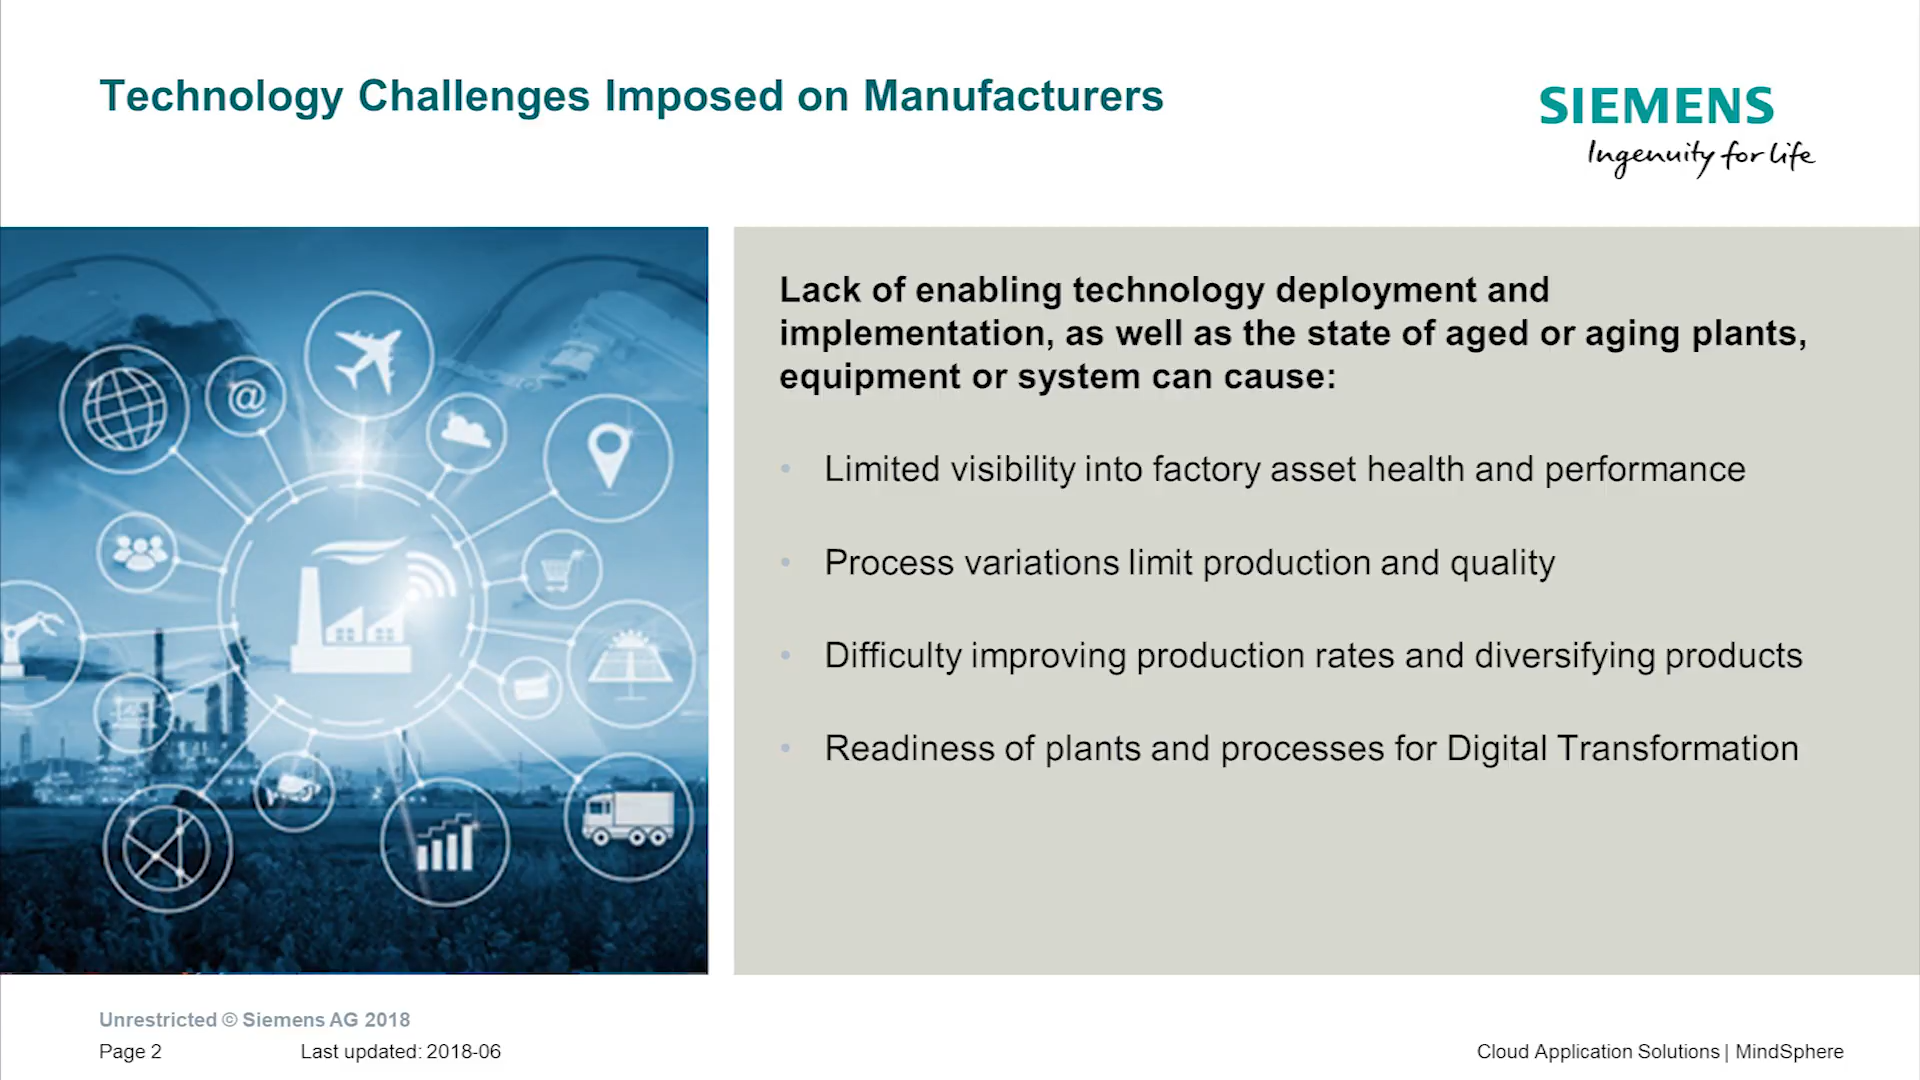 Technology Challenges Imposed on Manufacturers
SIEMENS
Ingenuity for life
@
Lack of enabling technology deployment and
implementation, as well as the state of aged or aging plants,
equipment or system can cause:
• Limited visibility into factory asset health and performance
• Process variations limit production and quality
• Difficulty improving production rates and diversifying products
• Readiness of plants and processes for Digital Transformation
Unrestricted © Siemens AG 2018
Page 2 Last updated: 2018-06
Cloud Application Solutions | MindSphere